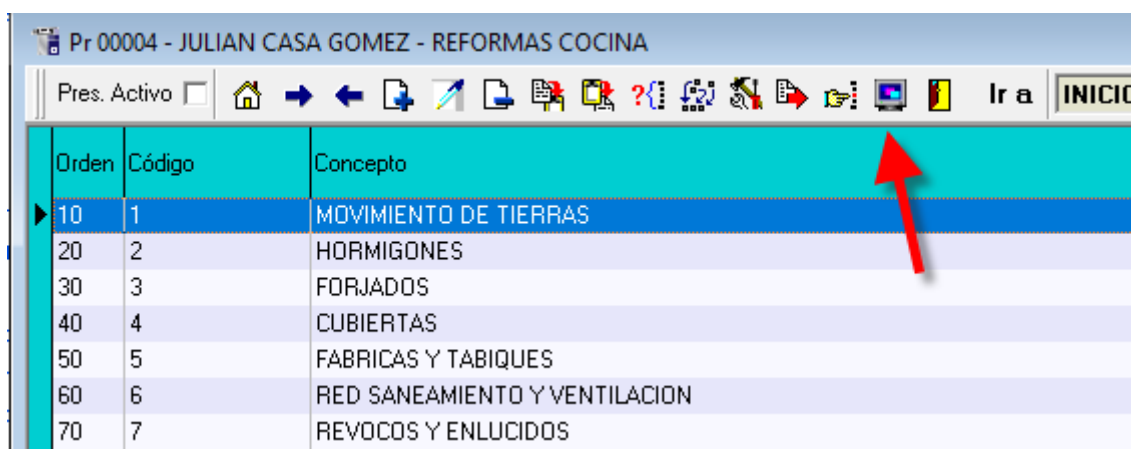 Pr 00004 - JULIAN CASA GOMEZ - REFORMAS COCINA
Pres. Activo Ir a INICIO
Orden Código Concepto
10 1 MOVIMIENTO DE TIERRAS
20 2 HORMIGONES
30 3 FORJADOS
40 4 CUBIERTAS
50 5 FABRICAS Y TABIQUES
60 6 RED SANEAMIENTO Y VENTILACION
70 7 REVOCOS Y ENLUCIDOS